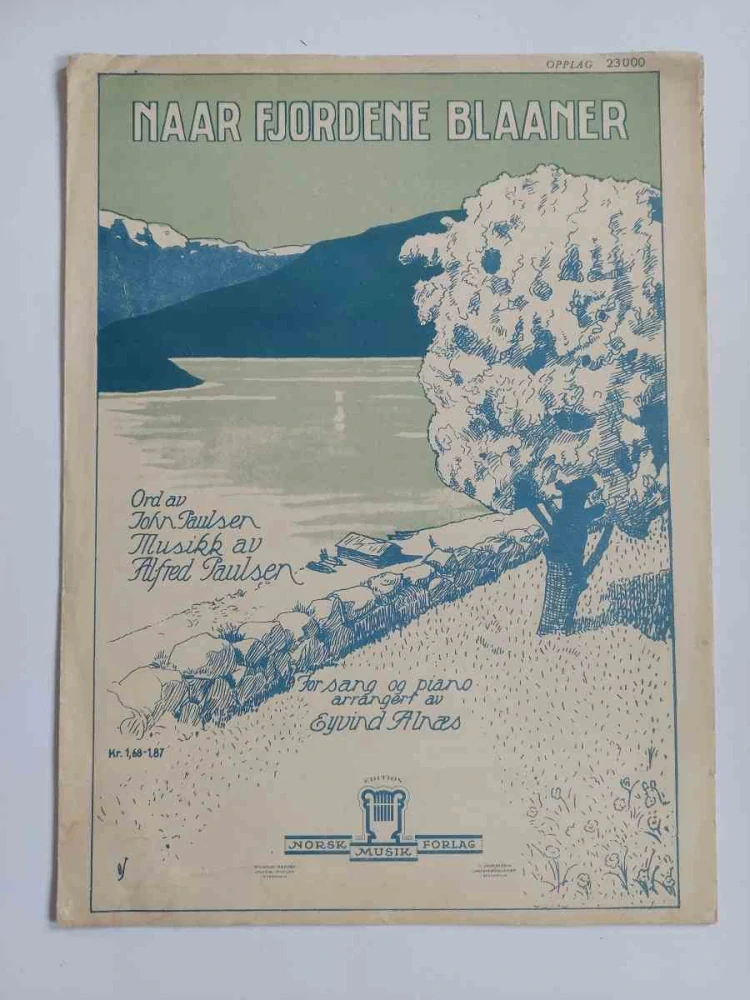 OPPLAG 23000
NAAR FJORDENE BLAANER
Ord av
John Paulsen
Musikk av
Alfred Paulsen
For sang og piano
arrangert av
Eyvind Alnæs
Kr. 1,68-1,87
EDITION
NORSK MUSIK FORLAG